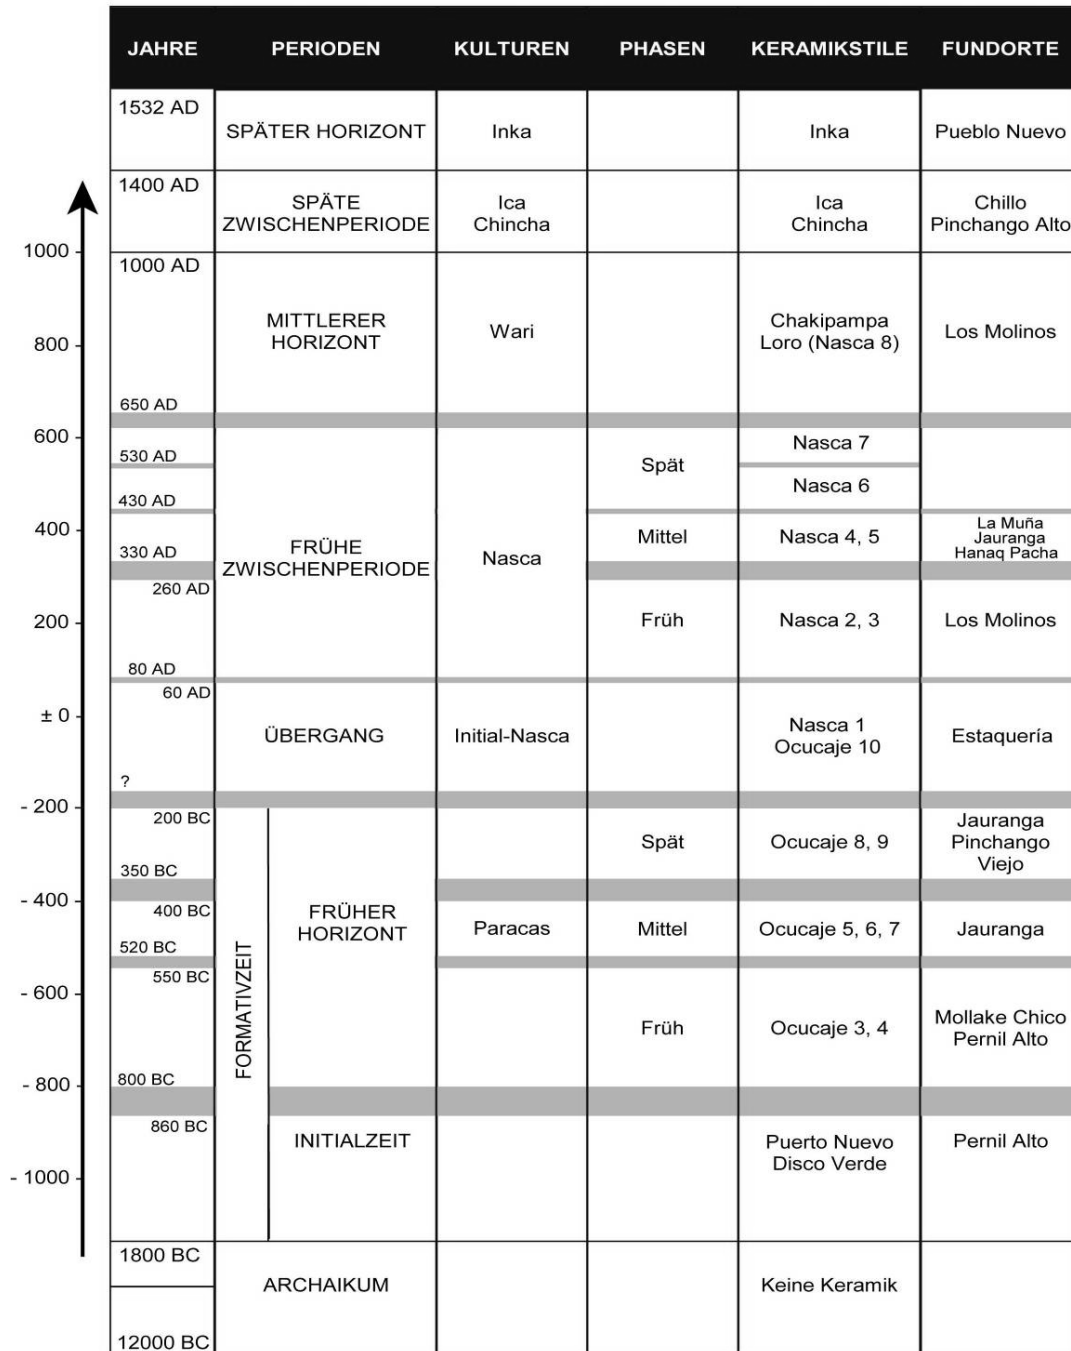 JAHRE PERIODEN KULTUREN PHASEN KERAMIKSTILE FUNDORTE
1532 AD
SPÄTER HORIZONT Inka Inka Pueblo Nuevo
1400 AD
SPÄTE Ica Ica Chillo
ZWISCHENPERIODE Chincha Chincha Pinchango Alto
1000
1000 AD
MITTLERER Chakipampa
HORIZONT Wari Loro (Nasca 8) Los Molinos
800
650 AD
600
Nasca 7
530 AD
Spät
Nasca 6
430 AD
400
Mittel Nasca 4, 5 La Muña
Jauranga
Hanaq Pacha
330 AD
FRÜHE
ZWISCHENPERIODE Nasca
260 AD
200
Früh Nasca 2, 3 Los Molinos
80 AD
60 AD
± 0
ÜBERGANG Initial-Nasca Nasca 1
Ocucaje 10 Estaquería
?
- 200
200 BC
Spät Ocucaje 8, 9 Jauranga
Pinchango
Viejo
350 BC
- 400
400 BC
FRÜHER
HORIZONT Paracas Mittel Ocucaje 5, 6, 7 Jauranga
520 BC
550 BC
FORMATIVZEIT
- 600
Früh Ocucaje 3, 4 Mollake Chico
Pernil Alto
800 BC
- 800
860 BC
INITIALZEIT Puerto Nuevo
Disco Verde Pernil Alto
- 1000
1800 BC
ARCHAIKUM Keine Keramik
12000 BC